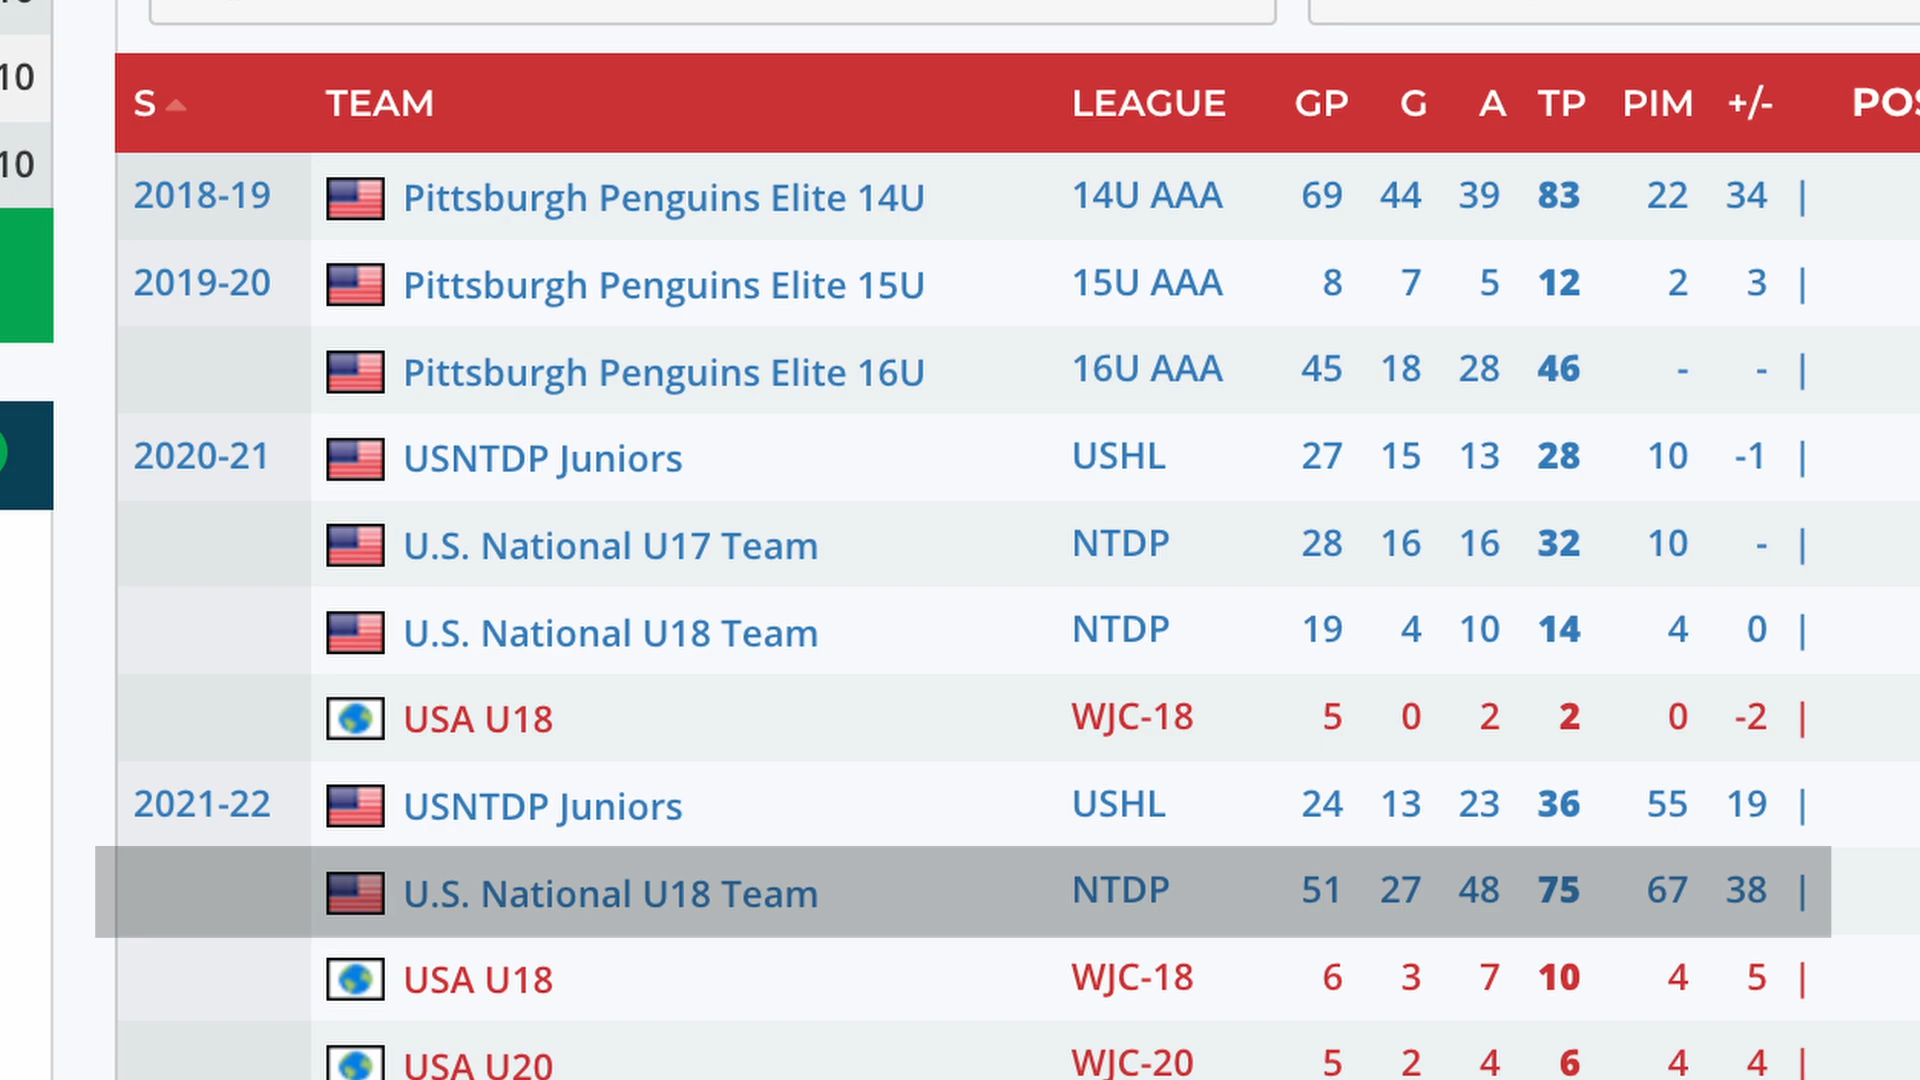 10
10
S TEAM LEAGUE GP G A TP PIM +/- POS
2018-19 Pittsburgh Penguins Elite 14U 14U AAA 69 44 39 83 22 34 |
2019-20 Pittsburgh Penguins Elite 15U 15U AAA 8 7 5 12 2 3 |
Pittsburgh Penguins Elite 16U 16U AAA 45 18 28 46 - - |
2020-21 USNTDP Juniors USHL 27 15 13 28 10 -1 |
U.S. National U17 Team NTDP 28 16 16 32 10 - |
U.S. National U18 Team NTDP 19 4 10 14 4 0 |
USA U18 WJC-18 5 0 2 2 0 -2 |
2021-22 USNTDP Juniors USHL 24 13 23 36 55 19 |
U.S. National U18 Team NTDP 51 27 48 75 67 38 |
USA U18 WJC-18 6 3 7 10 4 5 |
USA U20 WJC-20 5 2 4 6 4 4 |